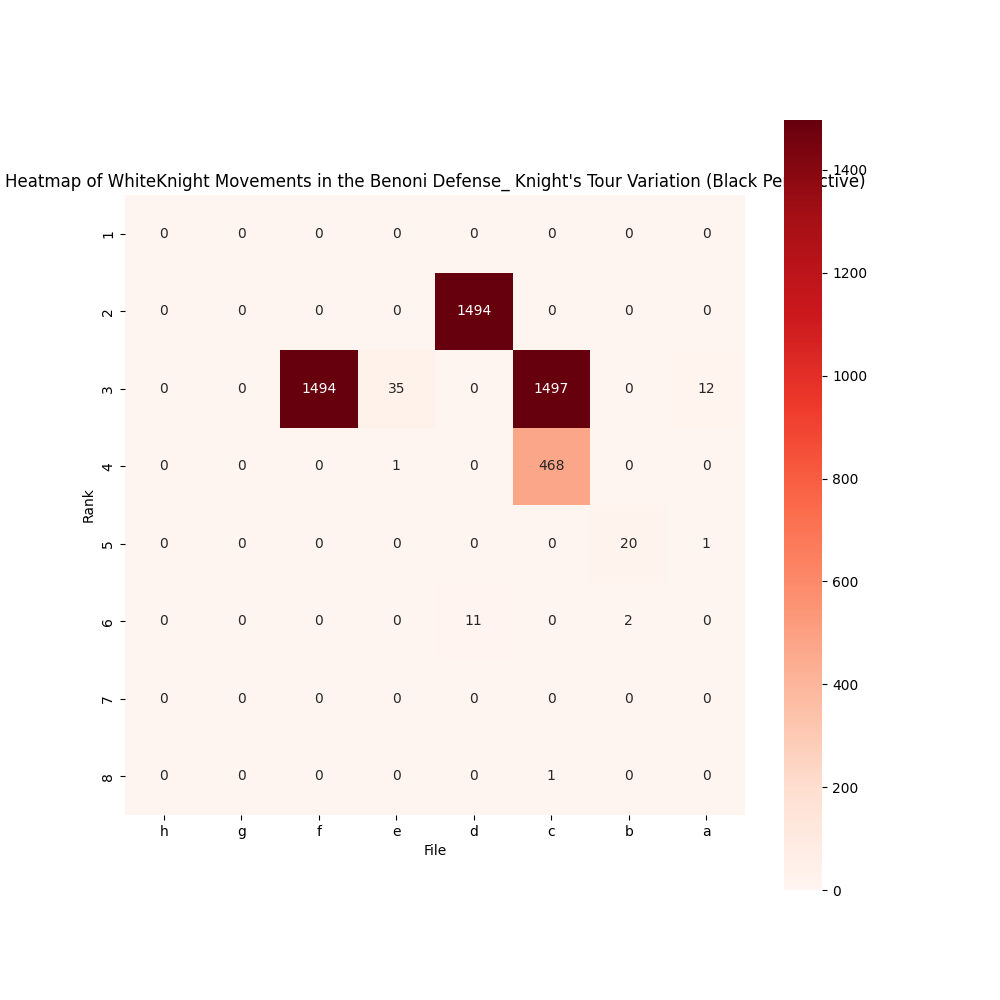 Heatmap of WhiteKnight Movements in the Benoni Defense_ Knight's Tour Variation (Black Pe ctive)
1 0 0 0 0 0 0 0 0
2 0 0 0 0 1494 0 0 0
3 0 0 1494 35 0 1497 0 12
4 0 0 0 1 0 468 0 0
5 0 0 0 0 0 0 20 1
6 0 0 0 0 11 0 2 0
7 0 0 0 0 0 0 0 0
8 0 0 0 0 0 1 0 0
Rank
h g f e d c b a
File
1400
1200
1000
800
600
400
200
0